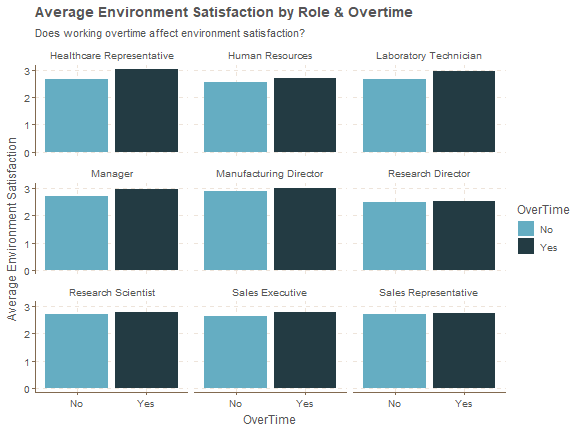 Average Environment Satisfaction by Role & Overtime
Does working overtime affect environment satisfaction?
Healthcare Representative Human Resources Laboratory Technician
3
2
1
0
Manager Manufacturing Director Research Director
3
2
1
0
Research Scientist Sales Executive Sales Representative
3
2
1
0
No Yes No Yes No Yes
OverTime
Average Environment Satisfaction
OverTime
No
Yes